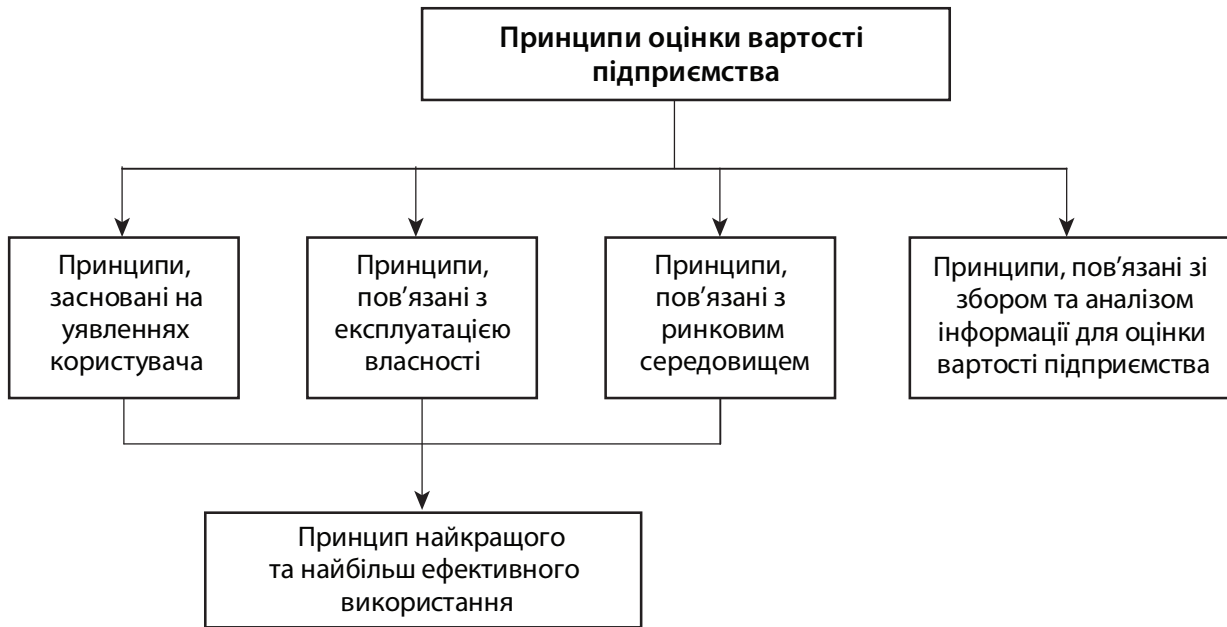 Принципи оцінки вартості
підприємства
Принципи,
засновані на
уявленнях
користувача
Принципи,
пов’язані з
експлуатацією
власності
Принципи,
пов’язані з
ринковим
середовищем
Принципи, пов’язані зі
збором та аналізом
інформації для оцінки
вартості підприємства
Принцип найкращого
та найбільш ефективного
використання